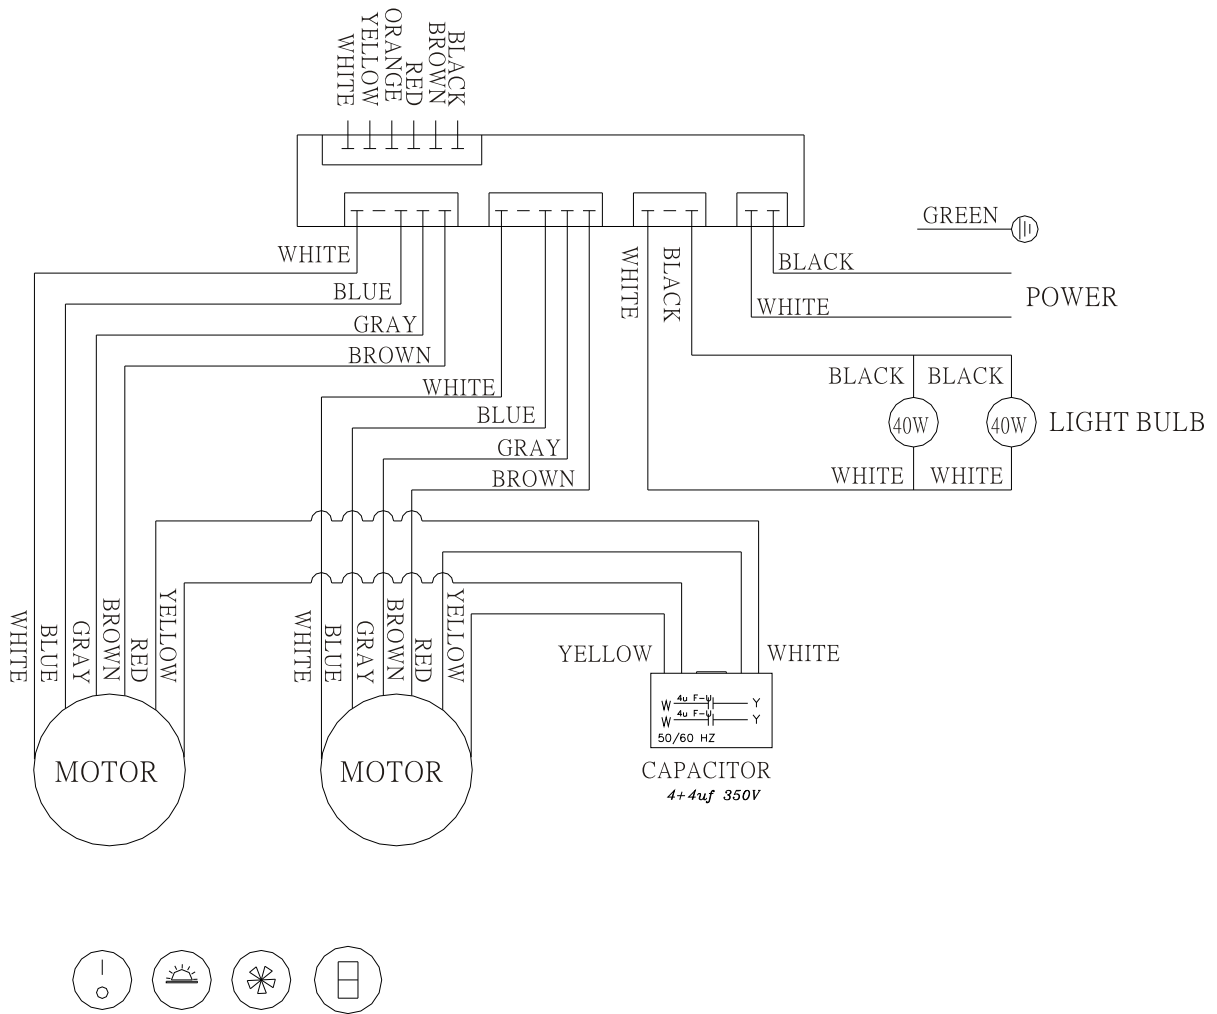 WHITE
YELLOW
ORANGE
RED
BROWN
BLACK
GREEN
WHITE
BLUE
GRAY
BROWN
WHITE
BLUE
GRAY
BROWN
WHITE
BLACK
BLACK
WHITE
POWER
BLACK
BLACK
40W
40W
LIGHT BULB
WHITE
WHITE
WHITE
BLUE
GRAY
BROWN
RED
YELLOW
WHITE
BLUE
GRAY
BROWN
RED
YELLOW
YELLOW
WHITE
MOTOR
MOTOR
W 4u F-W Y
W 4u F-W Y
50/60 HZ
CAPACITOR
4+4uf 350V